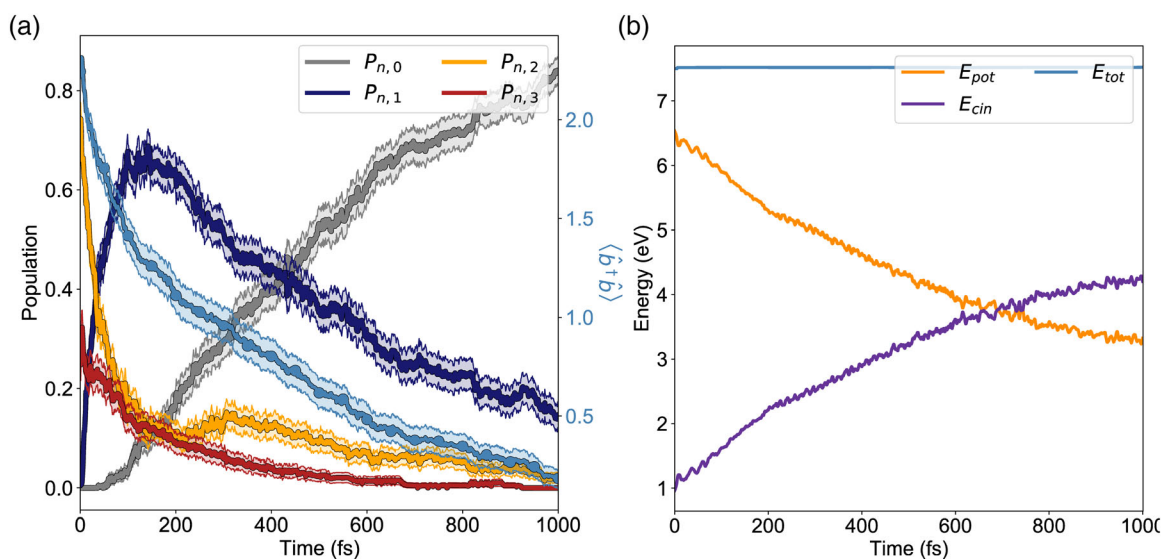 (a)
P_{n,0}
P_{n,2}
P_{n,1}
P_{n,3}
0.8
0.6
0.4
0.2
0.0
Population
2.0
1.5
1.0
0.5
⟨b̂†b̂⟩
0 200 400 600 800 1000
Time (fs)
(b)
E_{pot}
E_{tot}
E_{cin}
7
6
5
4
3
2
1
Energy (eV)
0 200 400 600 800 1000
Time (fs)